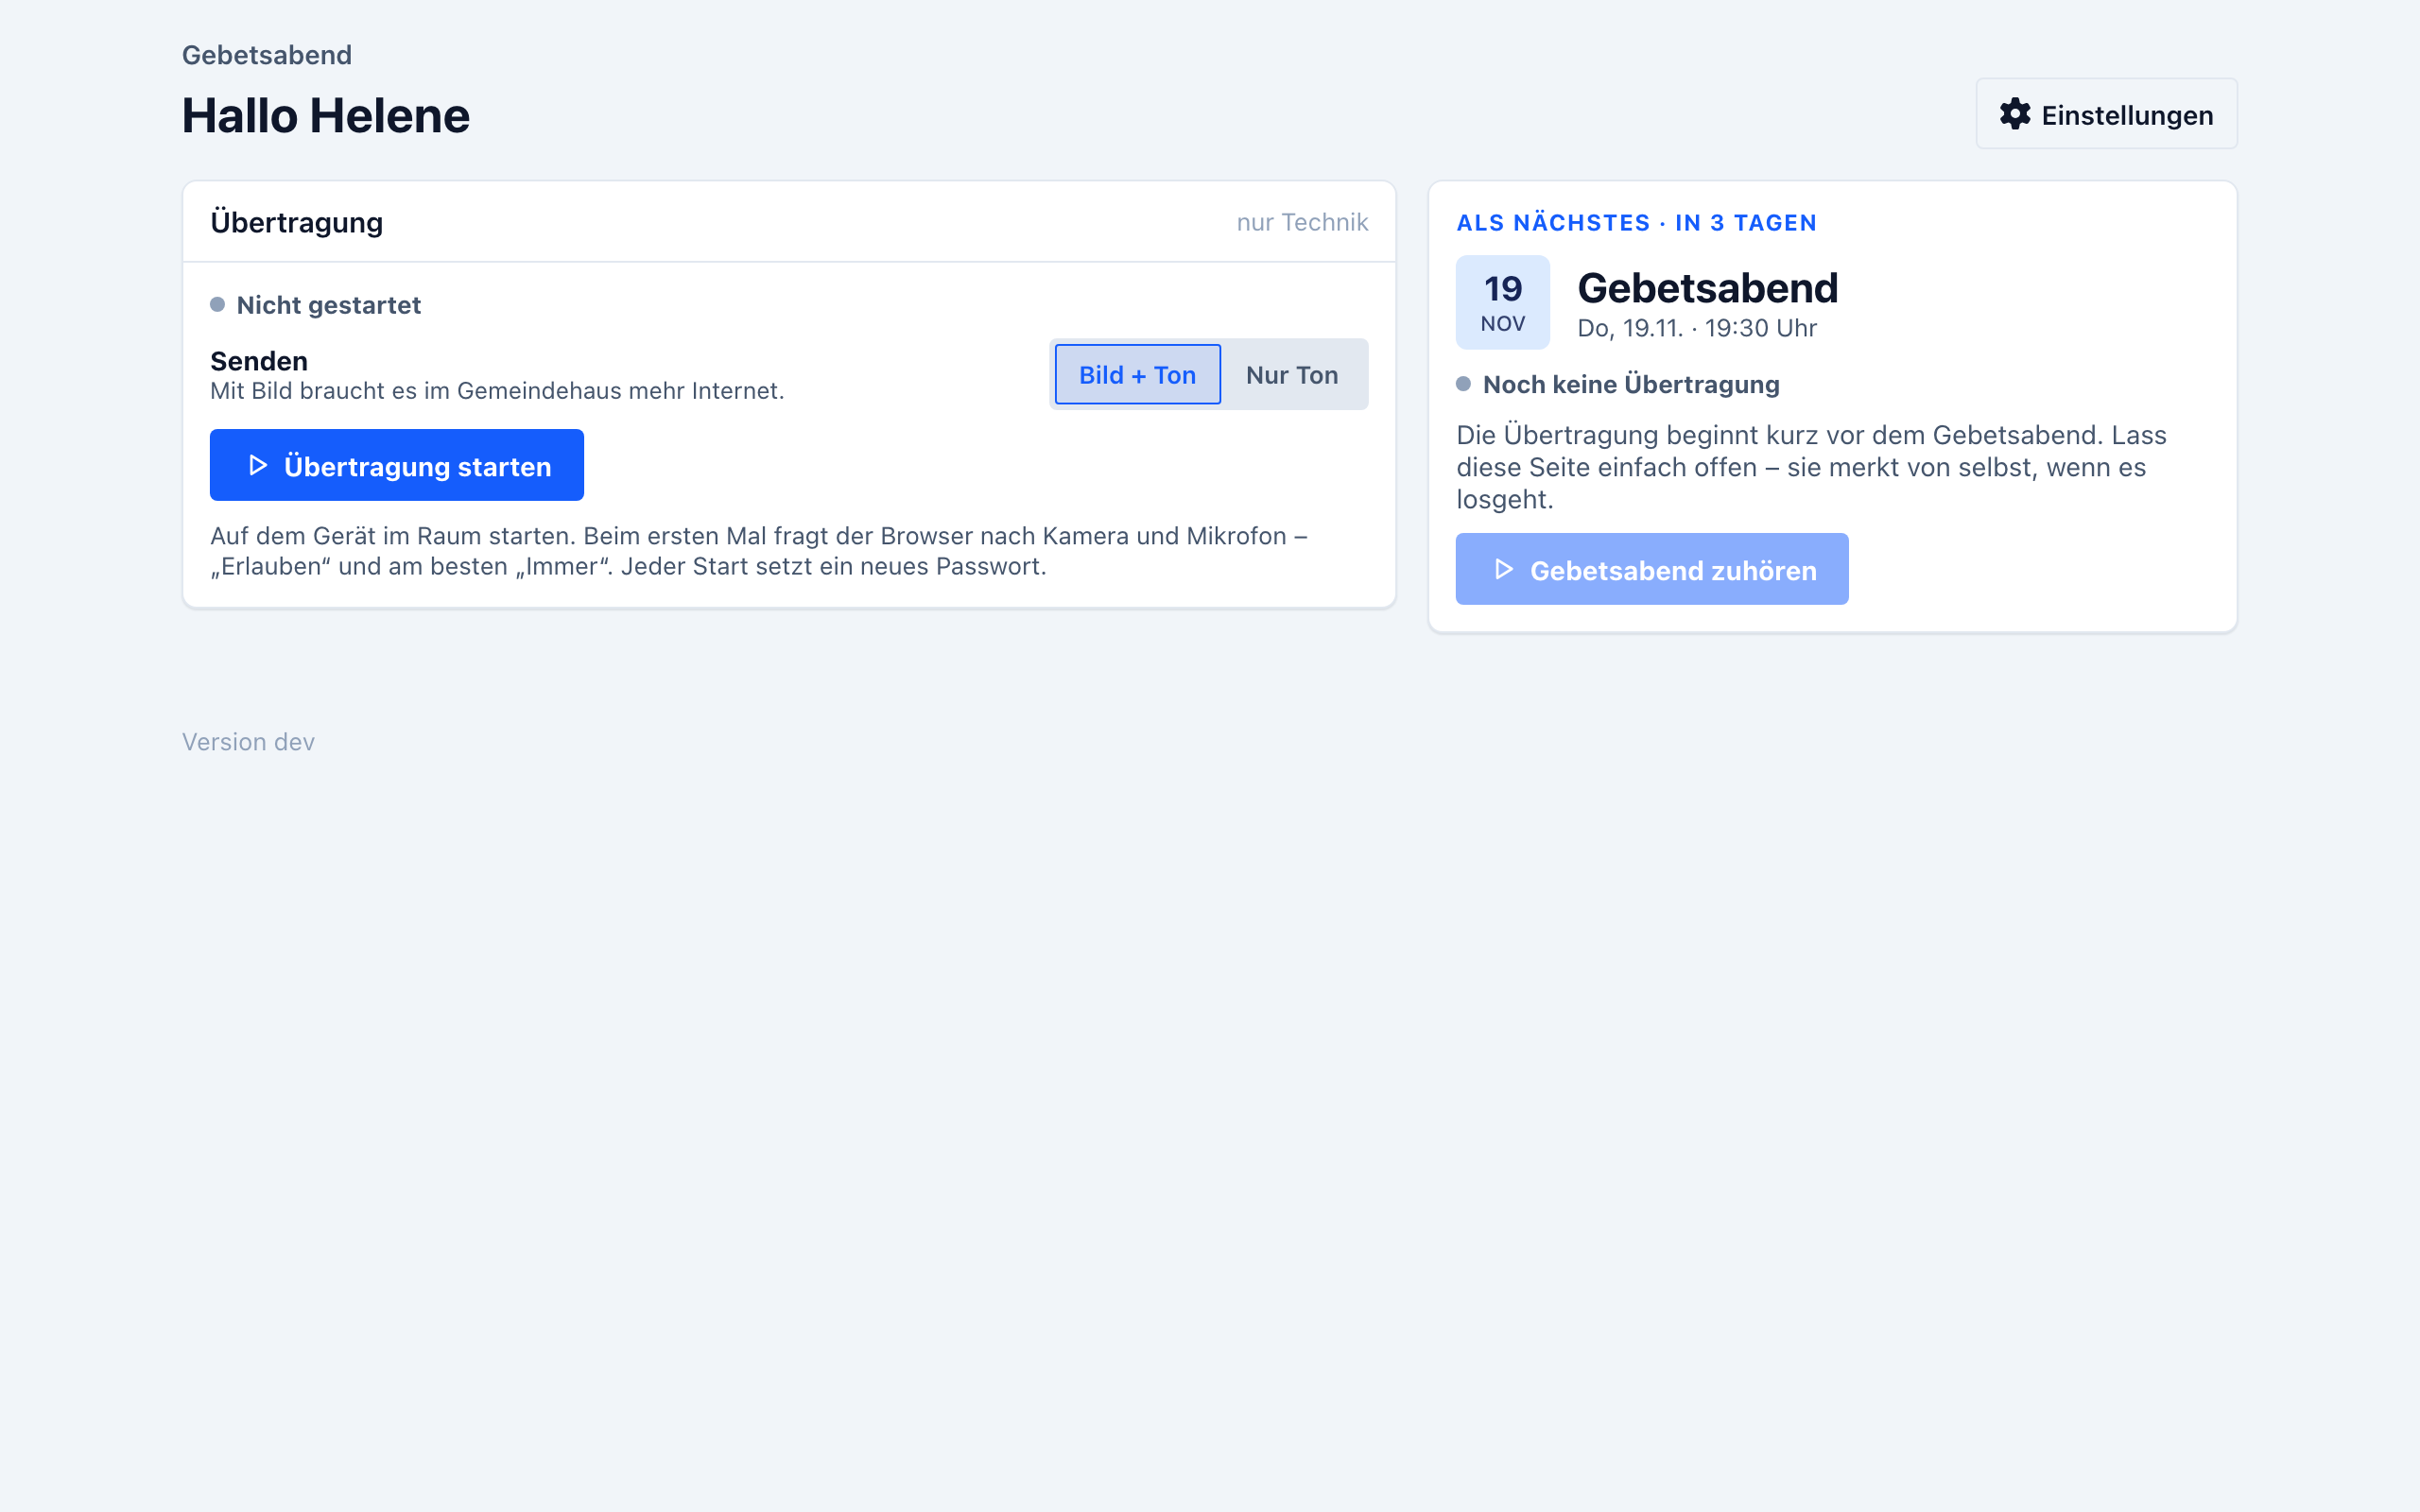 Gebetsabend
Hallo Helene
Einstellungen
Übertragung
nur Technik
Nicht gestartet
Senden
Mit Bild braucht es im Gemeindehaus mehr Internet.
Bild + Ton
Nur Ton
Übertragung starten
Auf dem Gerät im Raum starten. Beim ersten Mal fragt der Browser nach Kamera und Mikrofon –
„Erlauben“ und am besten „Immer“. Jeder Start setzt ein neues Passwort.
ALS NÄCHSTES · IN 3 TAGEN
19
NOV
Gebetsabend
Do, 19.11. · 19:30 Uhr
Noch keine Übertragung
Die Übertragung beginnt kurz vor dem Gebetsabend. Lass
diese Seite einfach offen – sie merkt von selbst, wenn es
losgeht.
Gebetsabend zuhören
Version dev